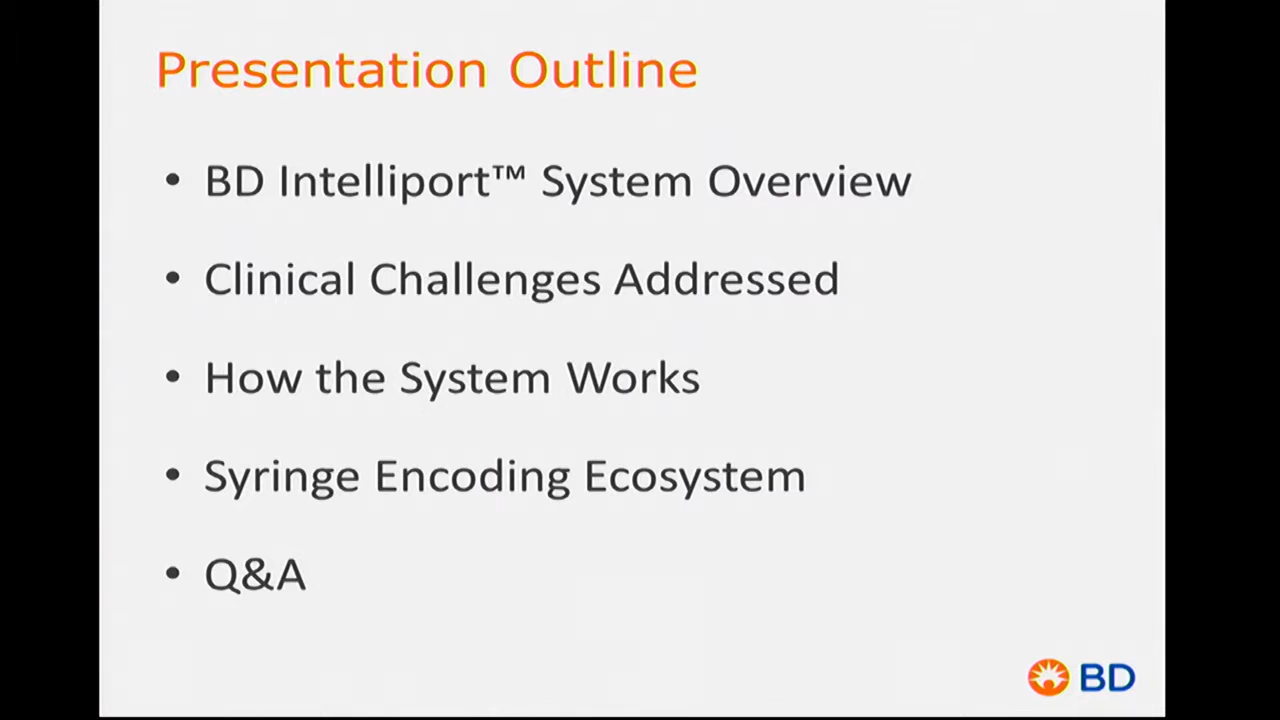 Presentation Outline
• BD Intelliport™ System Overview
• Clinical Challenges Addressed
• How the System Works
• Syringe Encoding Ecosystem
• Q&A
BD